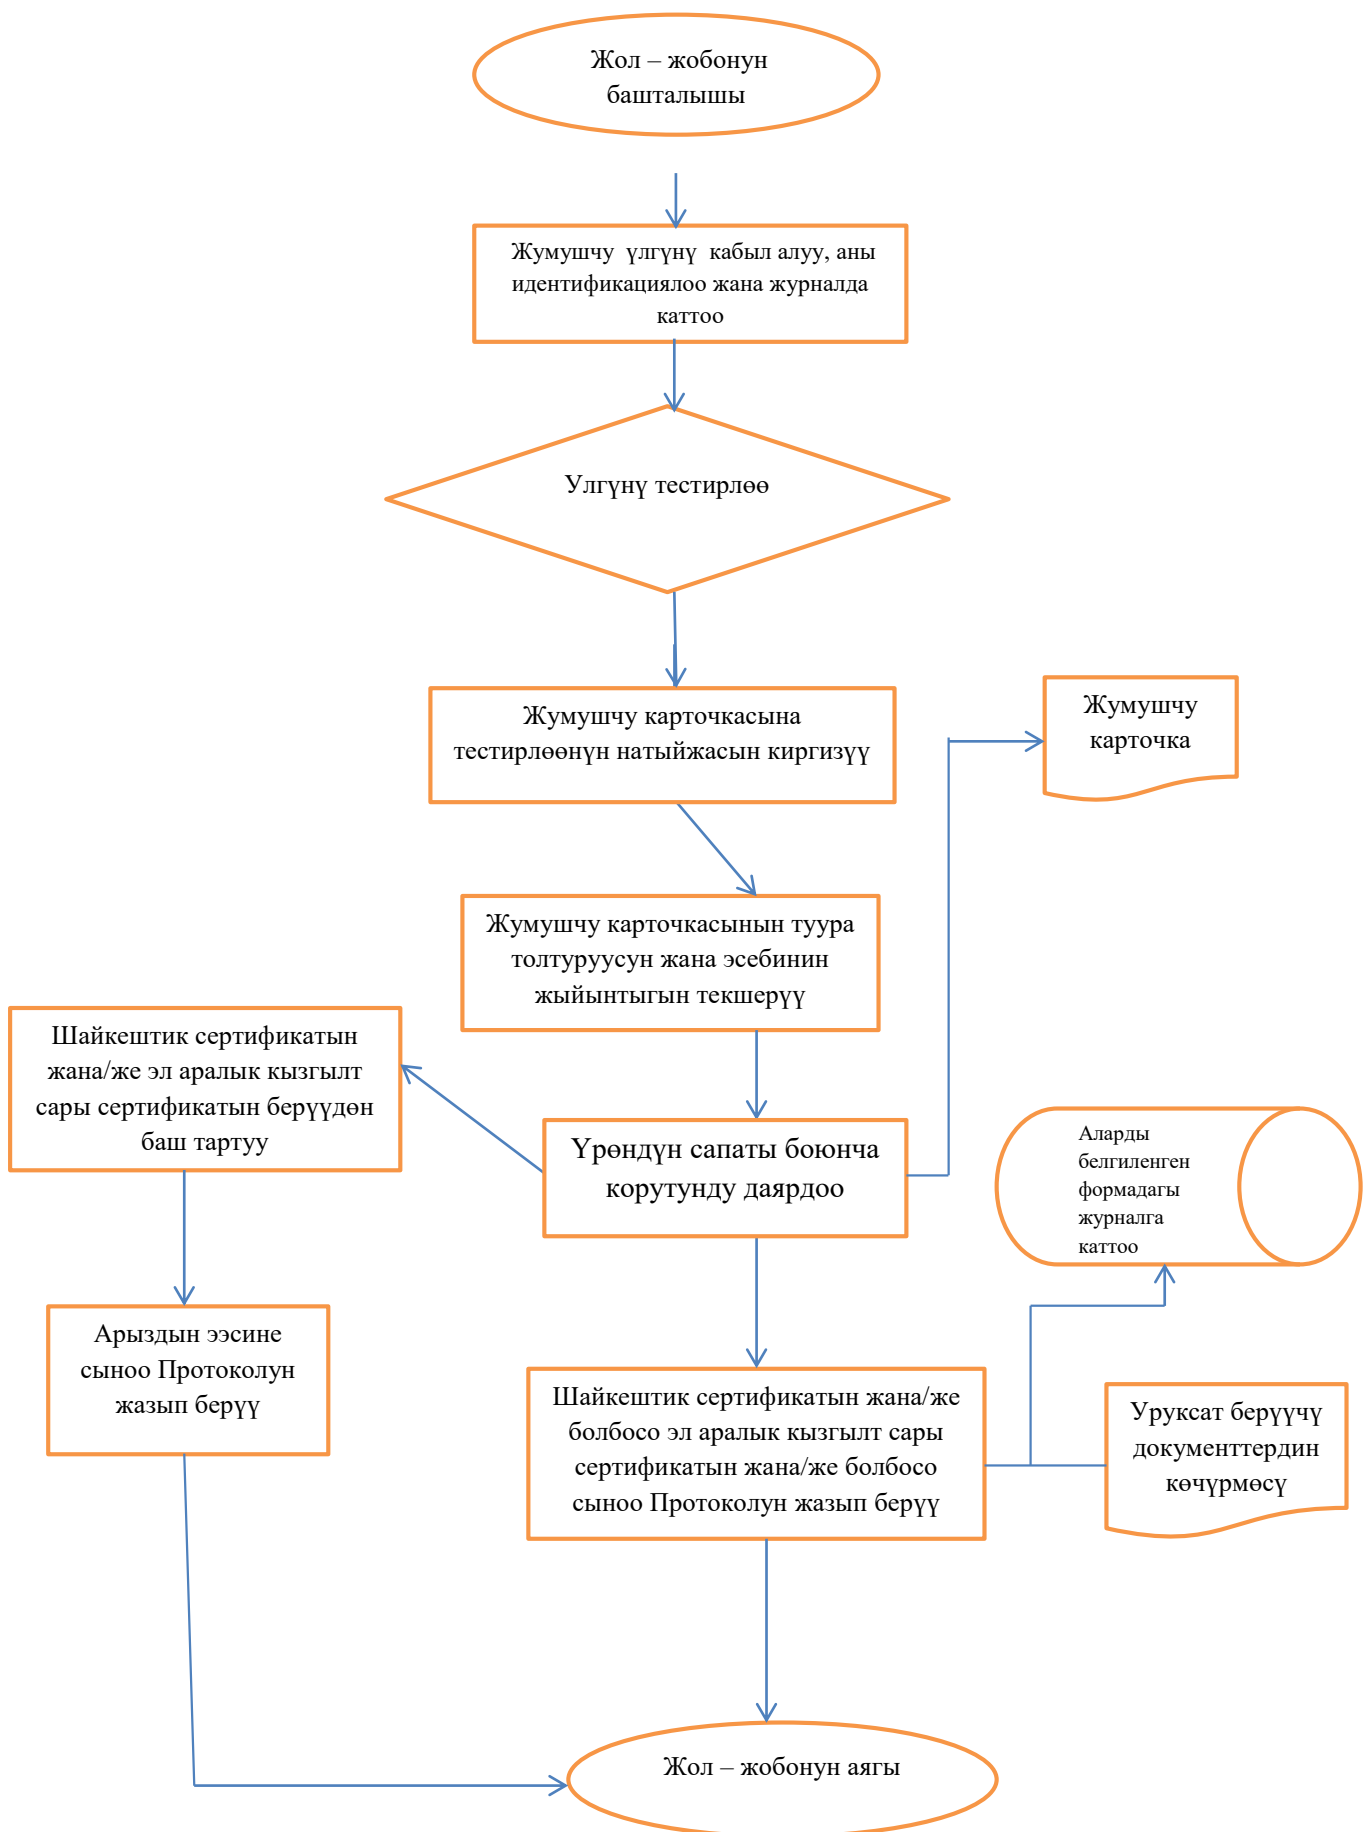 Жол – жобонун
башталышы
Жумушчу үлгүнү кабыл алуу, аны
идентификациялоо жана журналда
каттоо
Улгүнү тестирлөө
Жумушчу карточкасына
тестирлөөнүн натыйжасын киргизүү
Жумушчу
карточка
Жумушчу карточкасынын туура
толтуруусун жана эсебинин
жыйынтыгын текшерүү
Шайкештик сертификатын
жана/же эл аралык кызгылт
сары сертификатын берүүдөн
баш тартуу
Үрөндүн сапаты боюнча
корутунду даярдоо
Аларды
белгиленген
формадагы
журналга
каттоо
Арыздын ээсине
сыноо Протоколун
жазып берүү
Шайкештик сертификатын жана/же
болбосо эл аралык кызгылт сары
сертификатын жана/же болбосо
сыноо Протоколун жазып берүү
Уруксат берүүчү
документтердин
көчүрмөсү
Жол – жобонун аягы